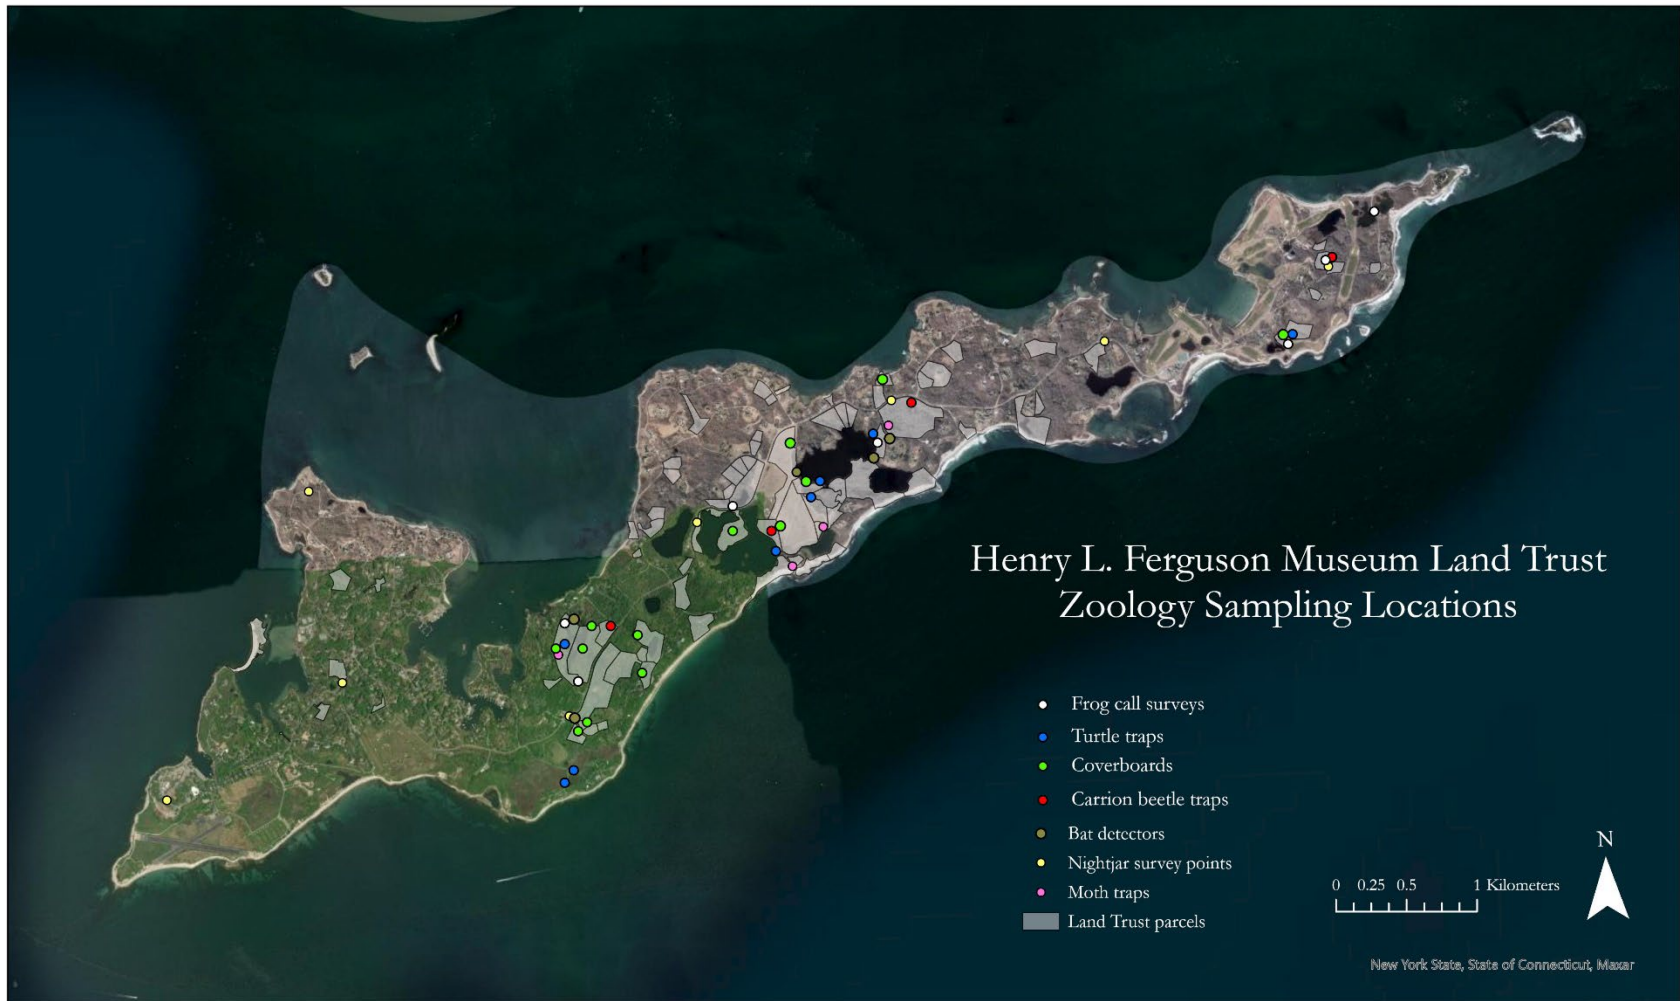 Henry L. Ferguson Museum Land Trust
Zoology Sampling Locations
Frog call surveys
Turtle traps
Coverboards
Carrion beetle traps
Bat detectors
Nightjar survey points
Moth traps
Land Trust parcels
N
0 0.25 0.5 1 Kilometers
New York State, State of Connecticut, Maxar